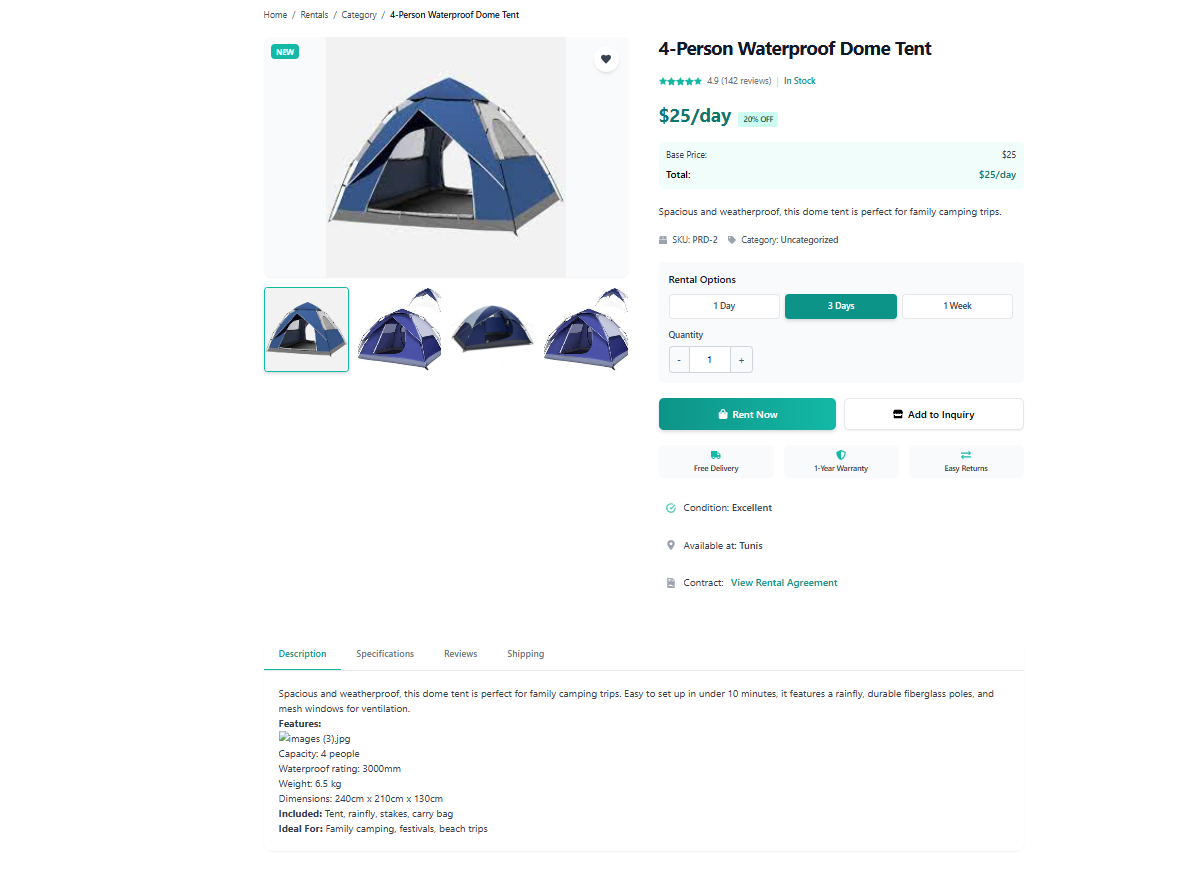 Home / Rentals / Category / 4-Person Waterproof Dome Tent
NEW
4-Person Waterproof Dome Tent
4.9 (142 reviews) | In Stock
$25/day 20% OFF
Base Price: $25
Total: $25/day
Spacious and weatherproof, this dome tent is perfect for family camping trips.
SKU: PRD-2 Category: Uncategorized
Rental Options
1 Day 3 Days 1 Week
Quantity
- 1 +
Rent Now Add to Inquiry
Free Delivery 1-Year Warranty Easy Returns
Condition: Excellent
Available at: Tunis
Contract: View Rental Agreement
Description Specifications Reviews Shipping
Spacious and weatherproof, this dome tent is perfect for family camping trips. Easy to set up in under 10 minutes, it features a rainfly, durable fiberglass poles, and
mesh windows for ventilation.
Features:
images (3).jpg
Capacity: 4 people
Waterproof rating: 3000mm
Weight: 6.5 kg
Dimensions: 240cm x 210cm x 130cm
Included: Tent, rainfly, stakes, carry bag
Ideal For: Family camping, festivals, beach trips